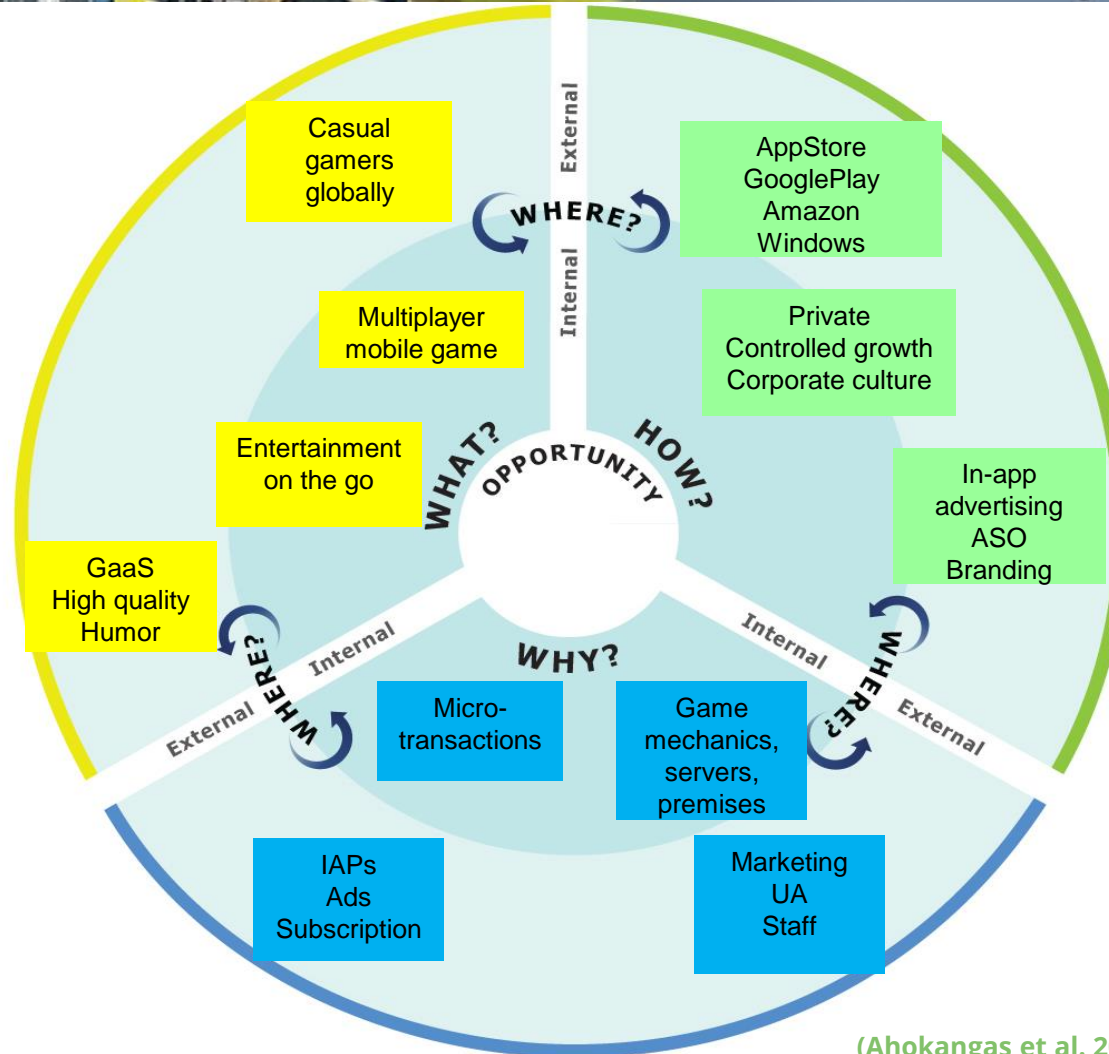 External
Casual
gamers
globally
AppStore
GooglePlay
Amazon
Windows
WHERE?
Internal
Multiplayer
mobile game
Private
Controlled growth
Corporate culture
Entertainment
on the go
WHAT?
OPPORTUNITY
HOW?
In-app
advertising
ASO
Branding
GaaS
High quality
Humor
WHERE?
Internal
External
WHY?
Internal
External
WHERE?
Micro-
transactions
Game
mechanics,
servers,
premises
IAPs
Ads
Subscription
Marketing
UA
Staff
(Ahokangas et al. 2